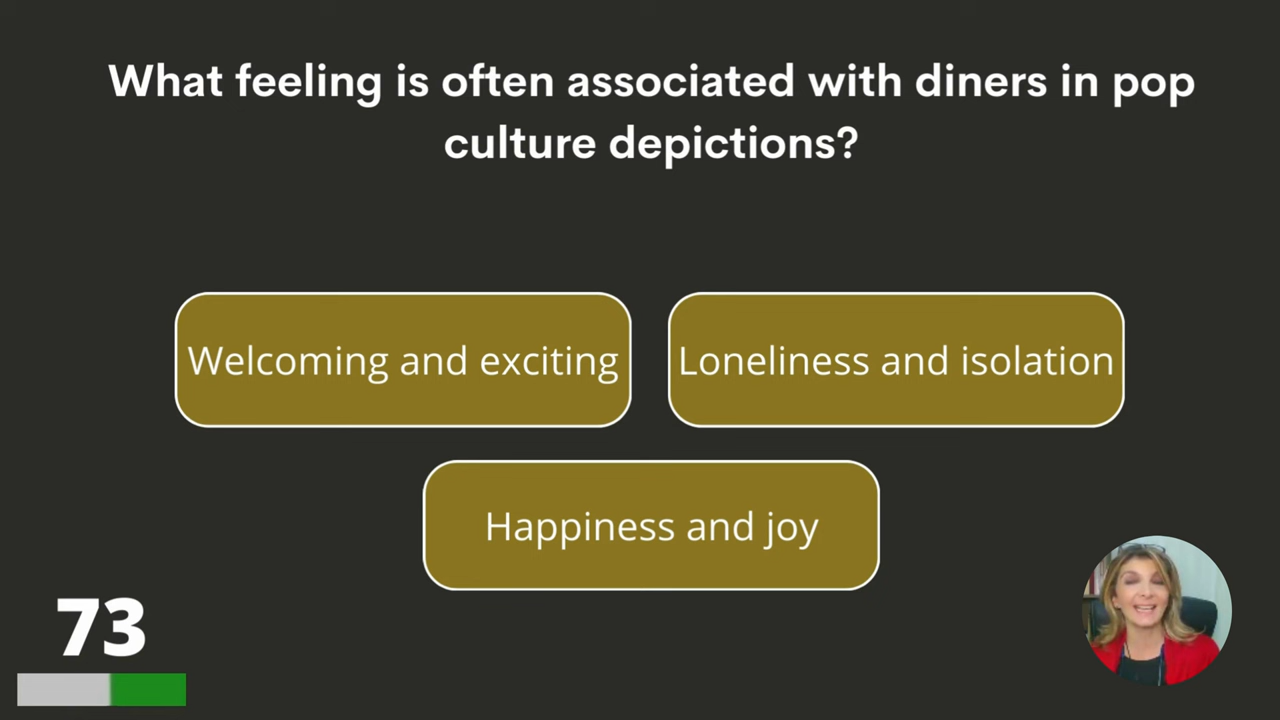 What feeling is often associated with diners in pop
culture depictions?
Welcoming and exciting
Loneliness and isolation
Happiness and joy
73